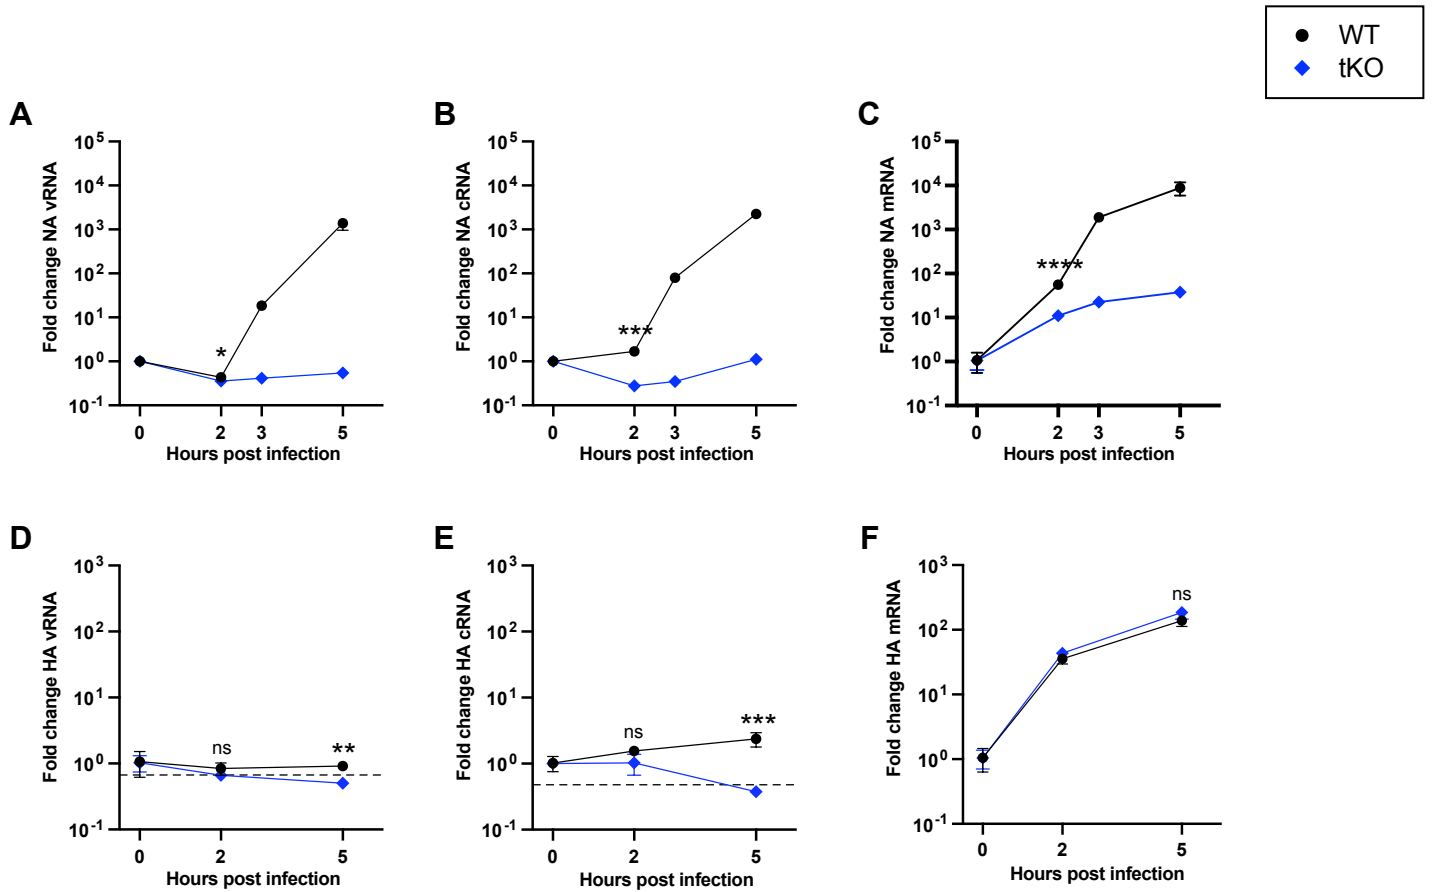 WT
tKO
A
B
C
10^5
10^4
10^3
10^2
10^1
10^0
10^-1
Fold change NA vRNA
*
0 2 3 5
Hours post infection
10^5
10^4
10^3
10^2
10^1
10^0
10^-1
Fold change NA cRNA
***
0 2 3 5
Hours post infection
10^5
10^4
10^3
10^2
10^1
10^0
10^-1
Fold change NA mRNA
****
0 2 3 5
Hours post infection
D
E
F
10^3
10^2
10^1
10^0
10^-1
Fold change HA vRNA
ns
**
0 2 5
Hours post infection
10^3
10^2
10^1
10^0
10^-1
Fold change HA cRNA
ns
***
0 2 5
Hours post infection
10^3
10^2
10^1
10^0
10^-1
Fold change HA mRNA
ns
0 2 5
Hours post infection